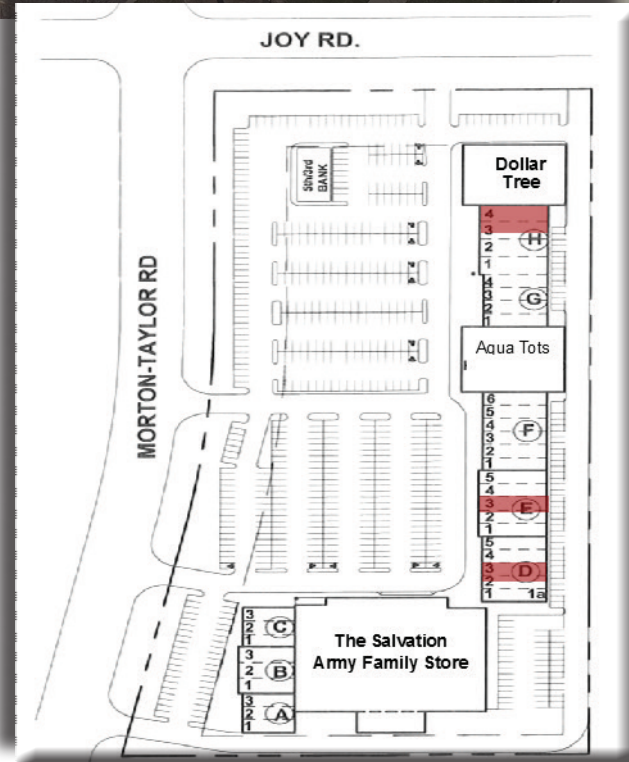 JOY RD.
MORTON-TAYLOR RD
5th/3rd
BANK
Dollar
Tree
4
3
2
1
H
4
3
2
1
G
Aqua Tots
6
5
4
3
2
1
F
5
4
3
2
1
E
5
4
3
2
1
1a
D
3
2
1
C
3
2
1
B
3
2
1
A
The Salvation
Army Family Store